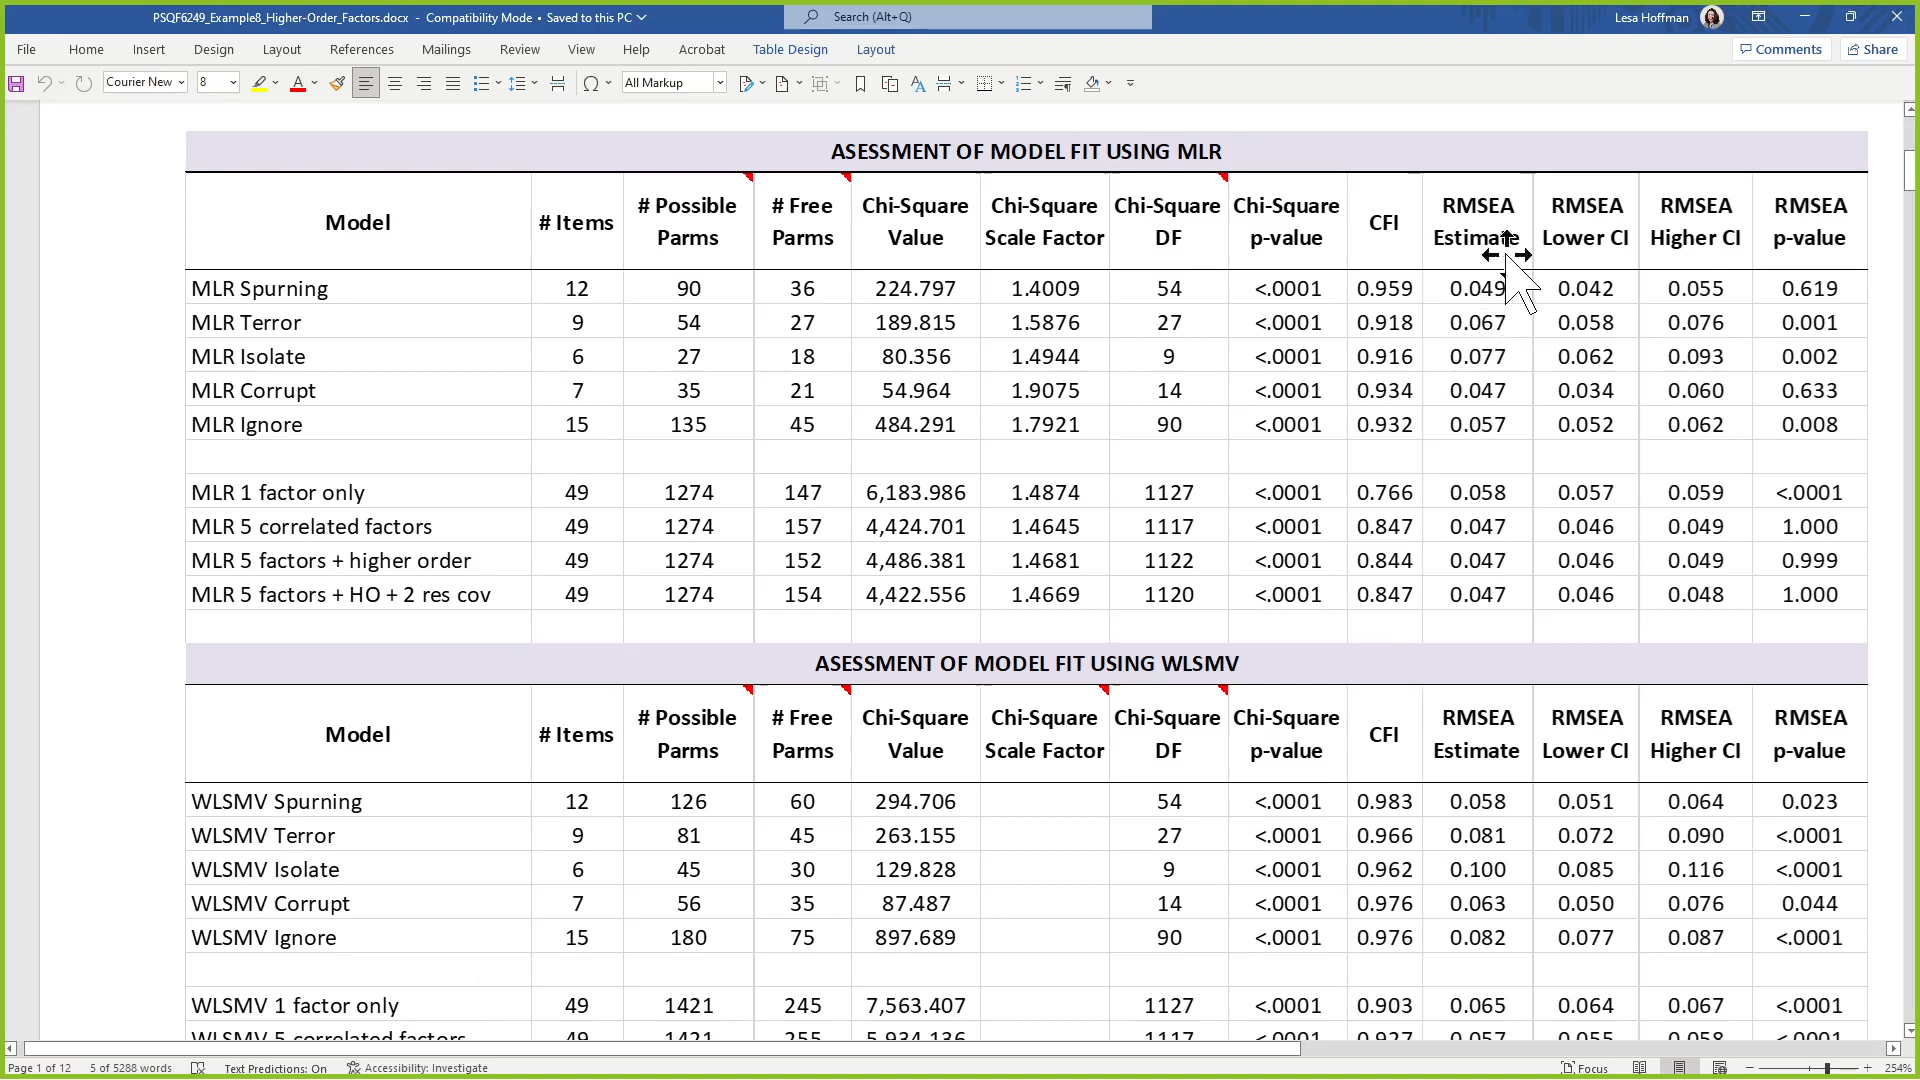 PSQF6249_Example8_Higher-Order_Factors.docx - Compatibility Mode • Saved to this PC
Search (Alt+Q)
Lesa Hoffman
File Home Insert Design Layout References Mailings Review View Help Acrobat Table Design Layout
Comments Share
Courier New 8 All Markup
ASESSMENT OF MODEL FIT USING MLR
Model # Items # Possible Parms # Free Parms Chi-Square Value Chi-Square Scale Factor Chi-Square DF Chi-Square p-value CFI RMSEA Estimate RMSEA Lower CI RMSEA Higher CI RMSEA p-value
MLR Spurning 12 90 36 224.797 1.4009 54 <.0001 0.959 0.049 0.042 0.055 0.619
MLR Terror 9 54 27 189.815 1.5876 27 <.0001 0.918 0.067 0.058 0.076 0.001
MLR Isolate 6 27 18 80.356 1.4944 9 <.0001 0.916 0.077 0.062 0.093 0.002
MLR Corrupt 7 35 21 54.964 1.9075 14 <.0001 0.934 0.047 0.034 0.060 0.633
MLR Ignore 15 135 45 484.291 1.7921 90 <.0001 0.932 0.057 0.052 0.062 0.008
MLR 1 factor only 49 1274 147 6,183.986 1.4874 1127 <.0001 0.766 0.058 0.057 0.059 <.0001
MLR 5 correlated factors 49 1274 157 4,424.701 1.4645 1117 <.0001 0.847 0.047 0.046 0.049 1.000
MLR 5 factors + higher order 49 1274 152 4,486.381 1.4681 1122 <.0001 0.844 0.047 0.046 0.049 0.999
MLR 5 factors + HO + 2 res cov 49 1274 154 4,422.556 1.4669 1120 <.0001 0.847 0.047 0.046 0.048 1.000
ASESSMENT OF MODEL FIT USING WLSMV
Model # Items # Possible Parms # Free Parms Chi-Square Value Chi-Square Scale Factor Chi-Square DF Chi-Square p-value CFI RMSEA Estimate RMSEA Lower CI RMSEA Higher CI RMSEA p-value
WLSMV Spurning 12 126 60 294.706 54 <.0001 0.983 0.058 0.051 0.064 0.023
WLSMV Terror 9 81 45 263.155 27 <.0001 0.966 0.081 0.072 0.090 <.0001
WLSMV Isolate 6 45 30 129.828 9 <.0001 0.962 0.100 0.085 0.116 <.0001
WLSMV Corrupt 7 56 35 87.487 14 <.0001 0.976 0.063 0.050 0.076 0.044
WLSMV Ignore 15 180 75 897.689 90 <.0001 0.976 0.082 0.077 0.087 <.0001
WLSMV 1 factor only 49 1421 245 7,563.407 1127 <.0001 0.903 0.065 0.064 0.067 <.0001
WLSMV 5 correlated factors 49 1421 255 5,934.136 1117 <.0001 0.927 0.057 0.055 0.058 <.0001
Page 1 of 12 5 of 5288 words Text Predictions: On Accessibility: Investigate Focus 254%